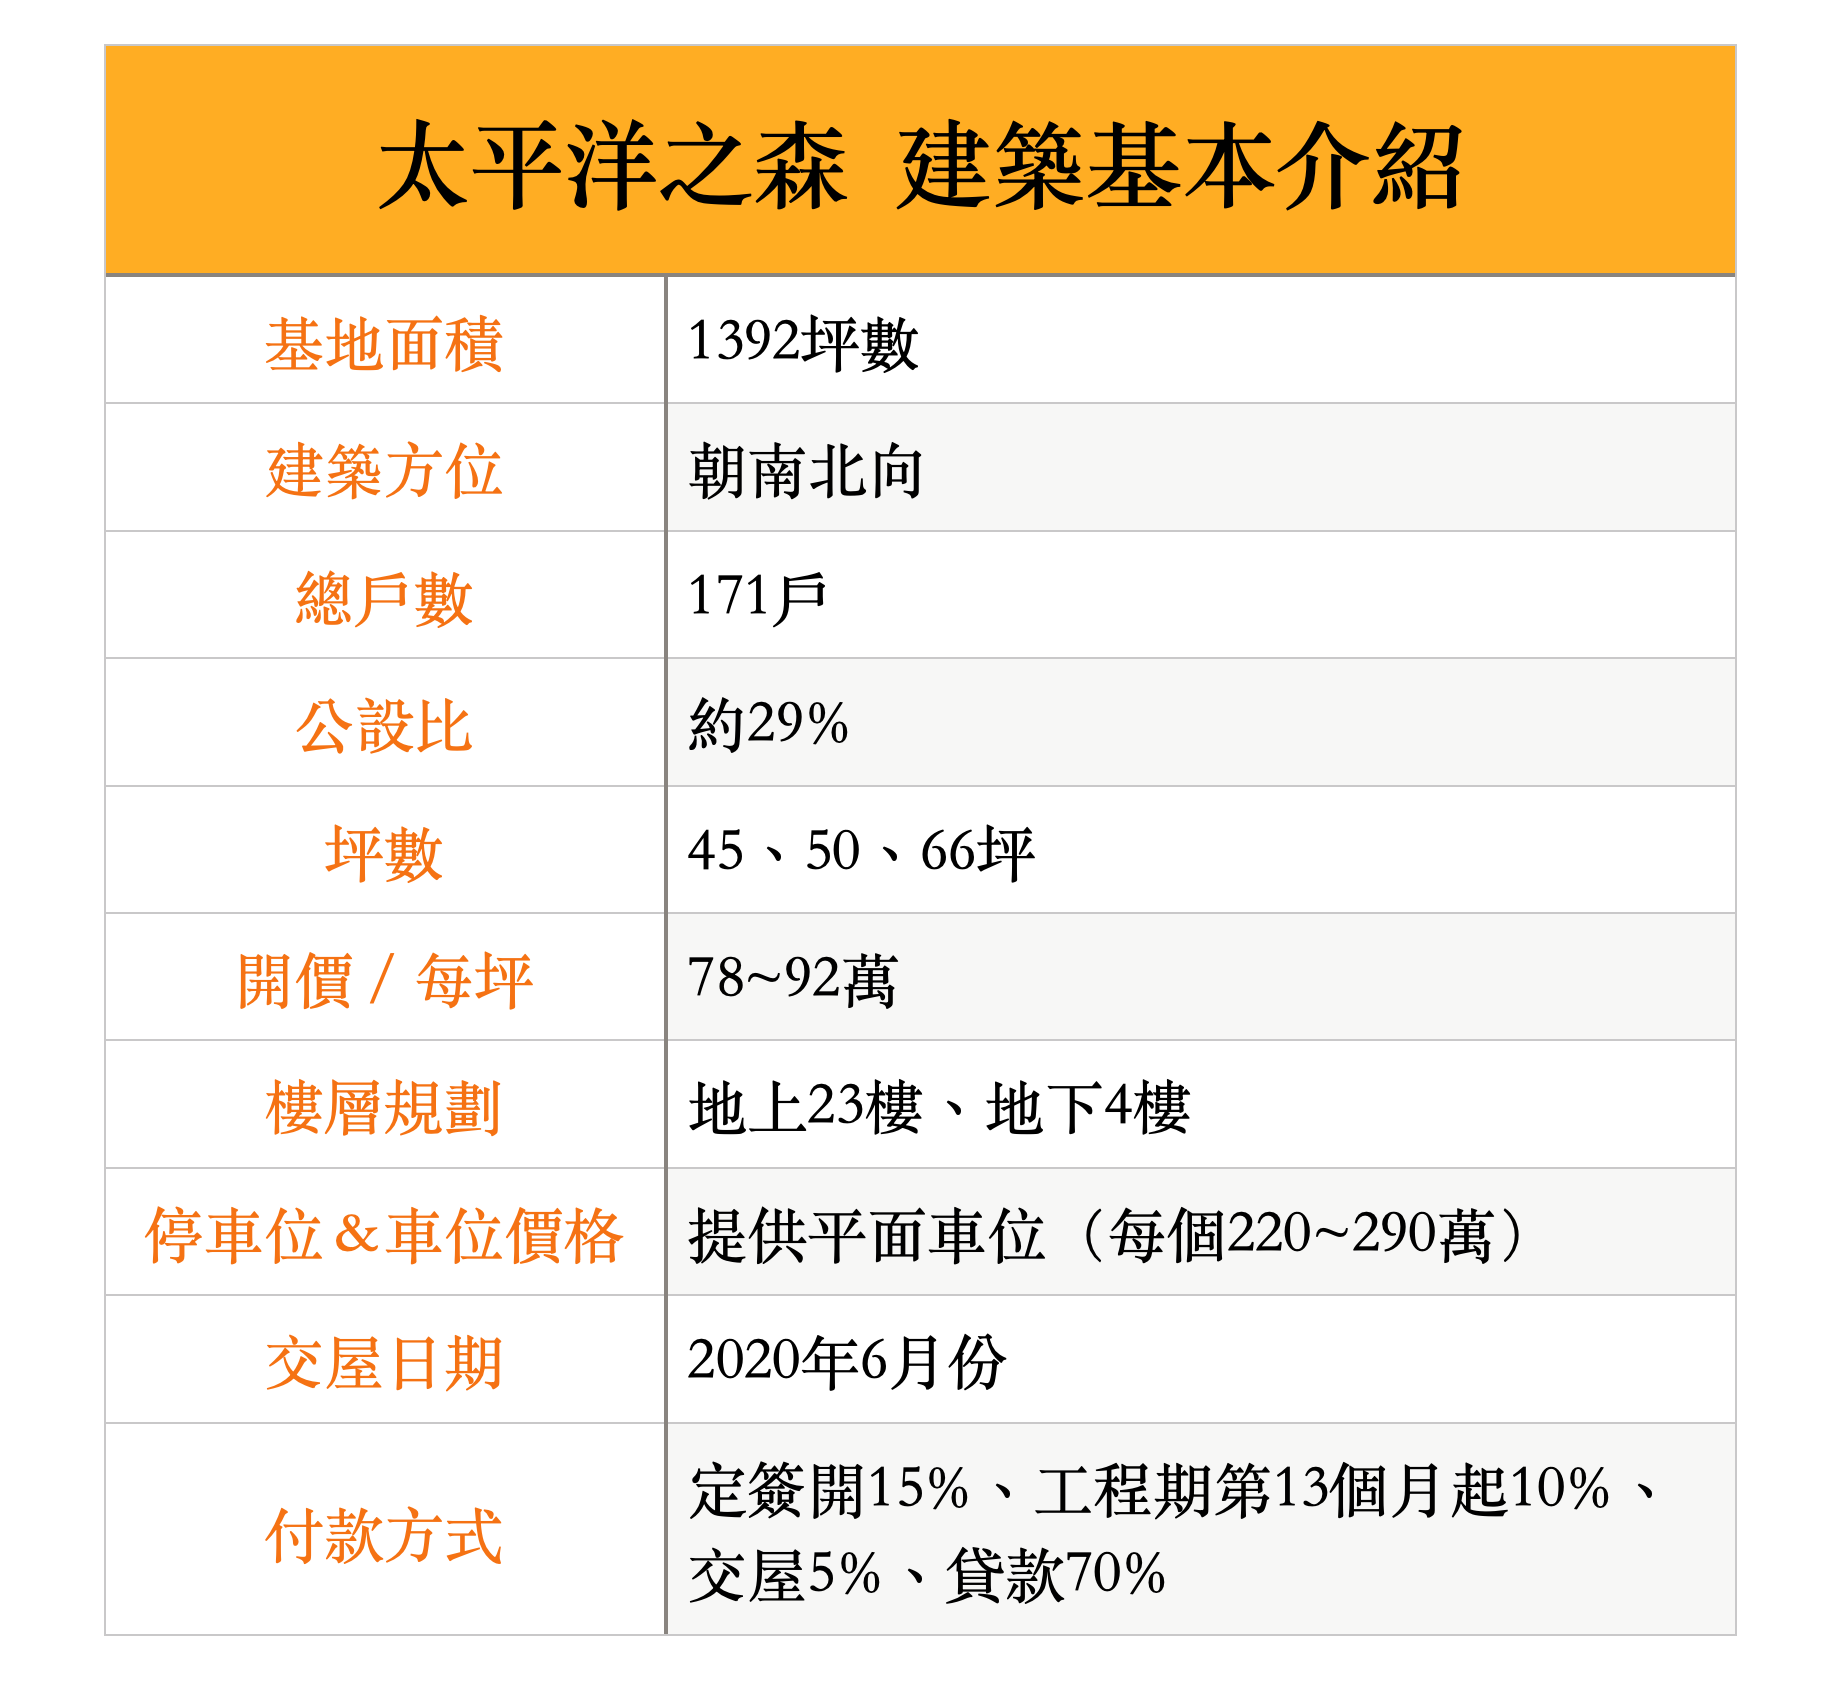 太平洋之森 建築基本介紹
基地面積 1392坪數
建築方位 朝南北向
總戶數 171戶
公設比 約29%
坪數 45、50、66坪
開價 / 每坪 78~92萬
樓層規劃 地上23樓、地下4樓
停車位＆車位價格 提供平面車位（每個220~290萬）
交屋日期 2020年6月份
付款方式 定簽開15%、工程期第13個月起10%、
交屋5%、貸款70%